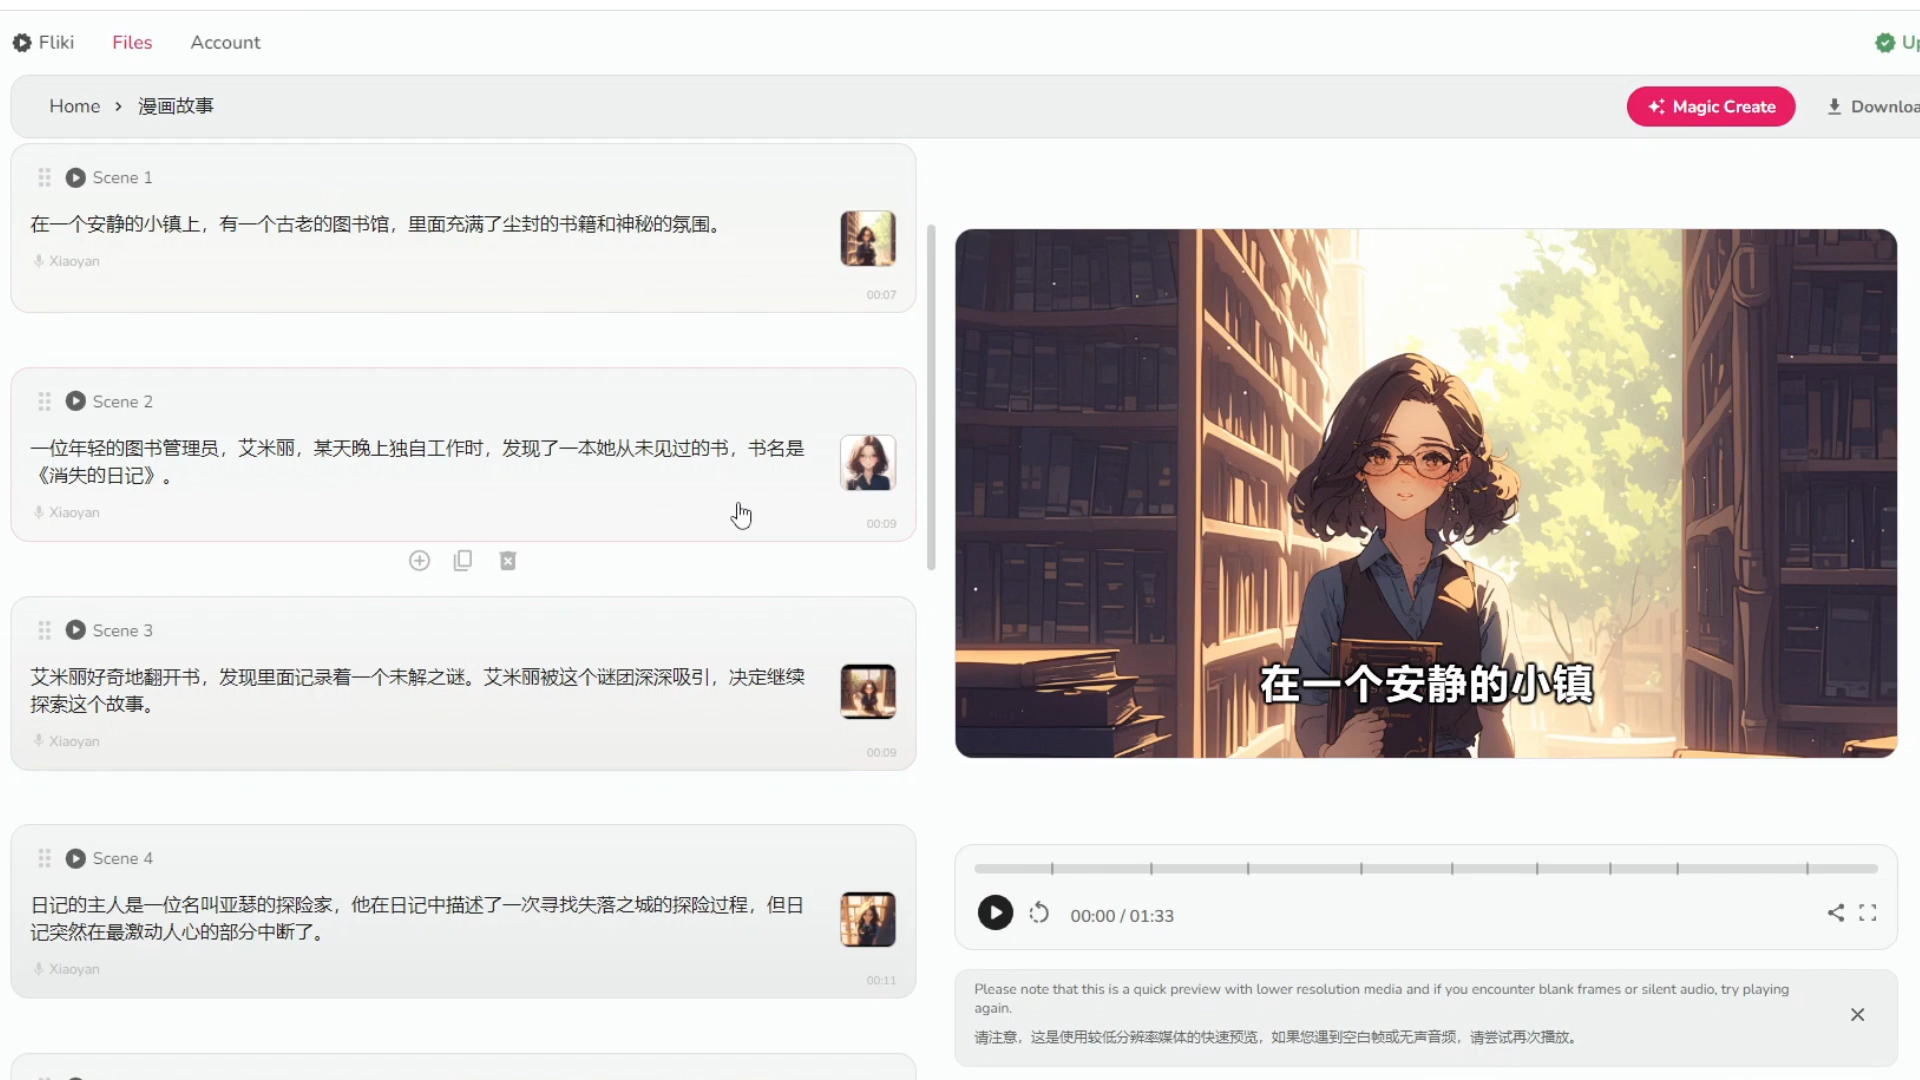 Fliki Files Account Up
Home › 漫画故事 Magic Create Downloa
Scene 1
在一个安静的小镇上，有一个古老的图书馆，里面充满了尘封的书籍和神秘的氛围。
Xiaoyan
00:07
Scene 2
一位年轻的图书管理员，艾米丽，某天晚上独自工作时，发现了一本她从未见过的书，书名是
《消失的日记》。
Xiaoyan
00:09
Scene 3
艾米丽好奇地翻开书，发现里面记录着一个未解之谜。艾米丽被这个谜团深深吸引，决定继续
探索这个故事。
Xiaoyan
00:09
Scene 4
日记的主人是一位名叫亚瑟的探险家，他在日记中描述了一次寻找失落之城的探险过程，但日
记突然在最激动人心的部分中断了。
Xiaoyan
00:11
在一个安静的小镇
00:00 / 01:33
Please note that this is a quick preview with lower resolution media and if you encounter blank frames or silent audio, try playing
again.
请注意，这是使用较低分辨率媒体的快速预览，如果您遇到空白帧或无声音频，请尝试再次播放。